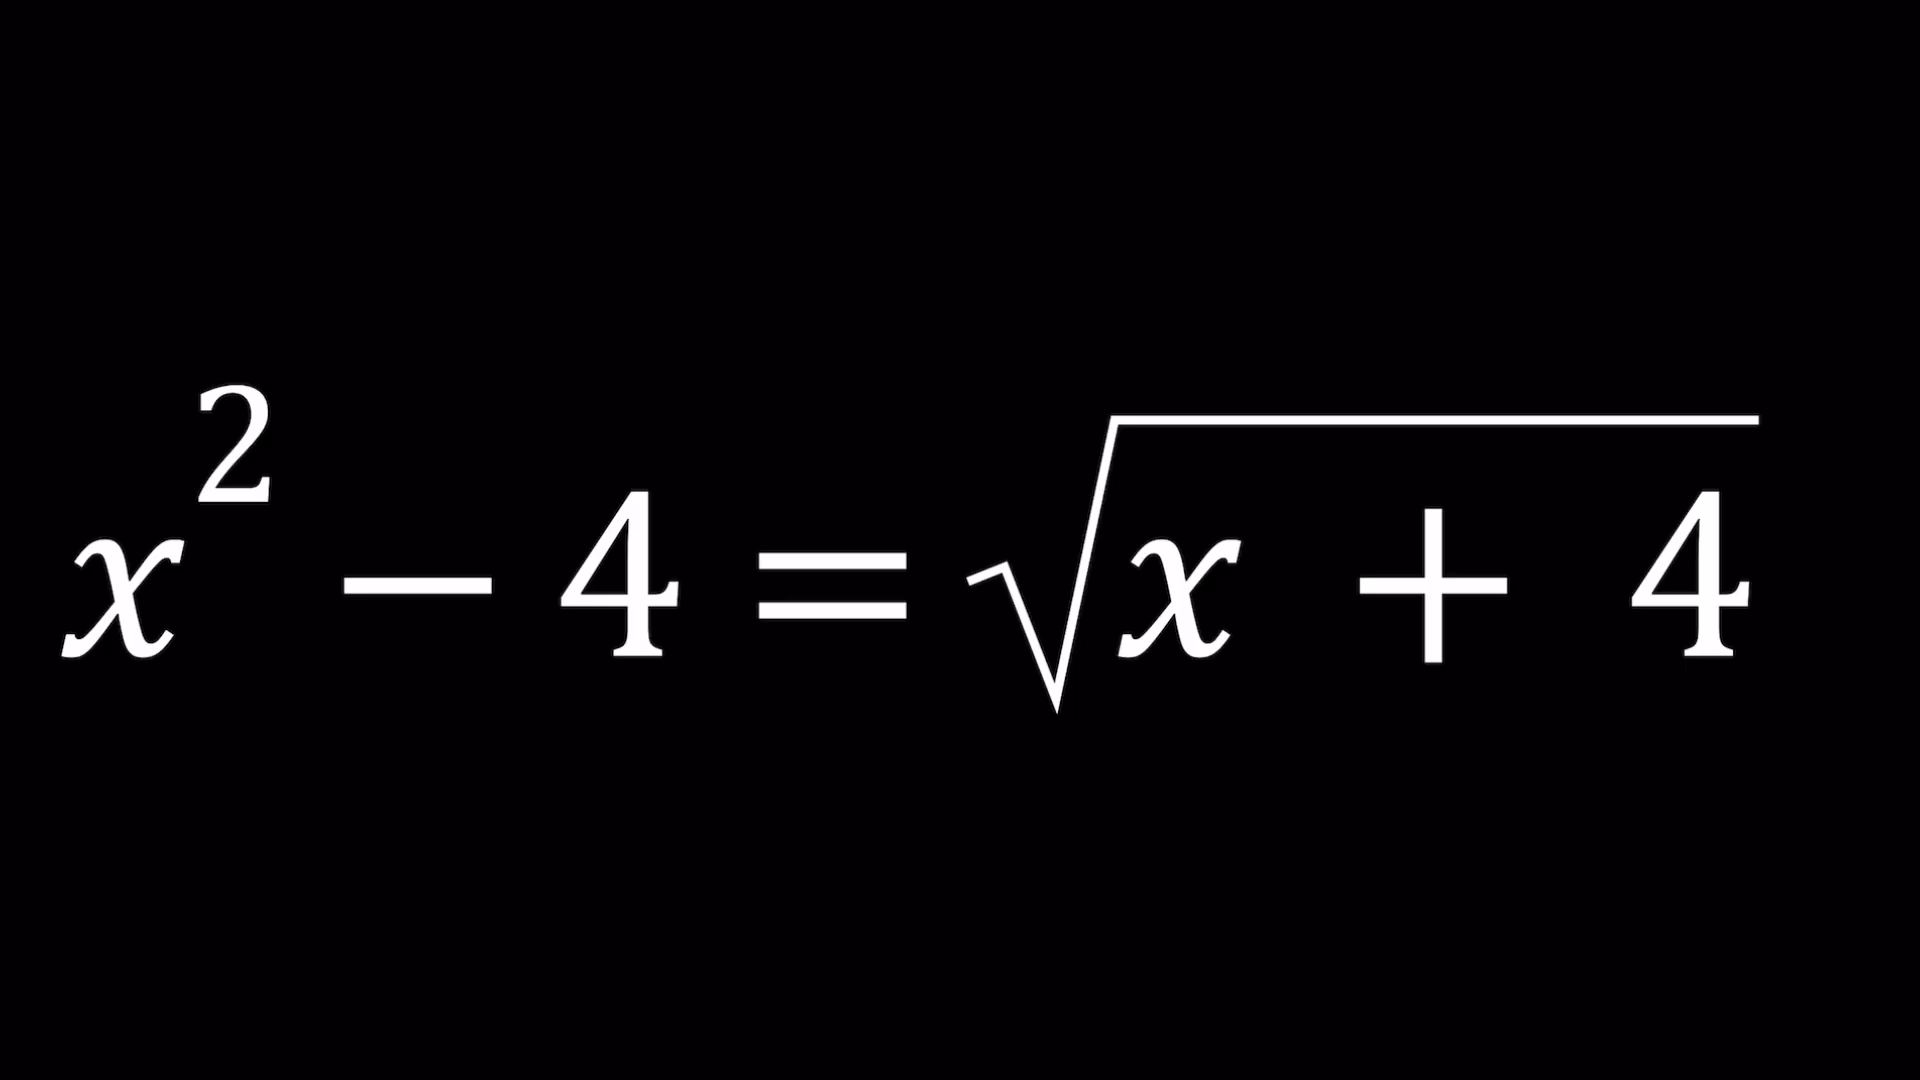 x² − 4 = √(x + 4)